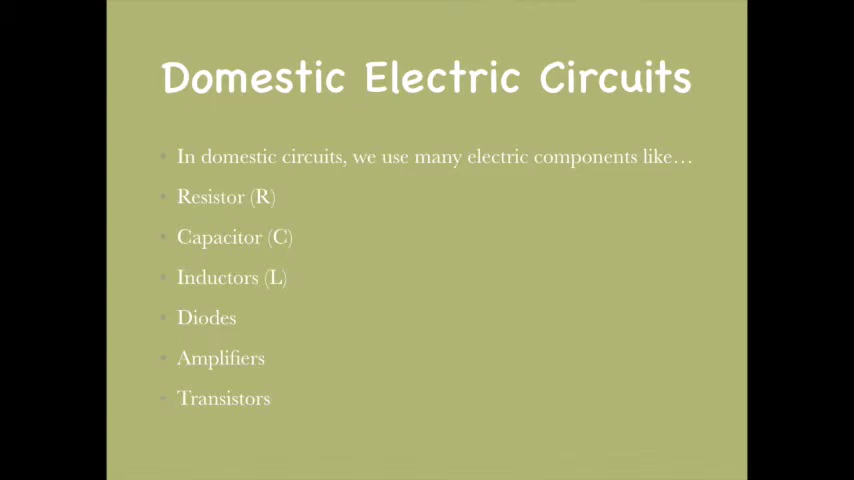 Domestic Electric Circuits
• In domestic circuits, we use many electric components like…
• Resistor (R)
• Capacitor (C)
• Inductors (L)
• Diodes
• Amplifiers
• Transistors